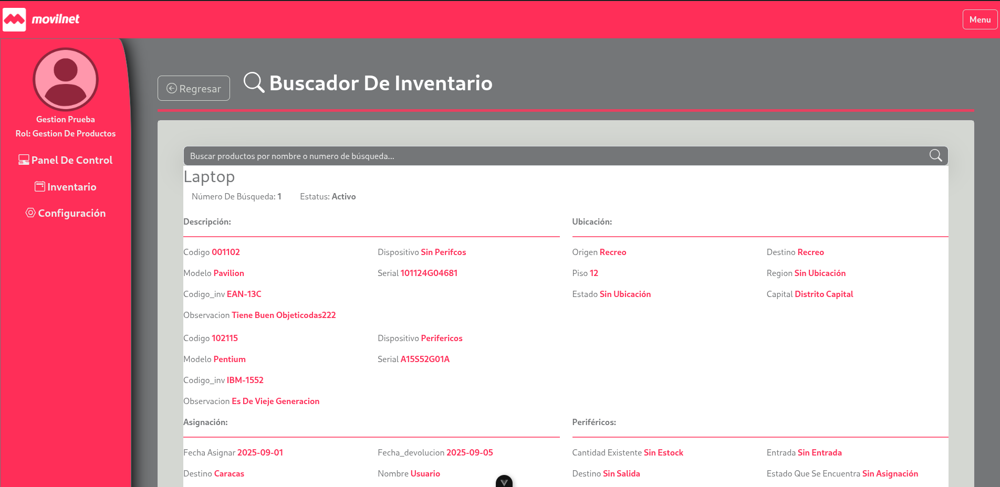 movilnet
Menu
Gestion Prueba
Rol: Gestion De Productos
Panel De Control
Inventario
Configuración
Regresar
Buscador De Inventario
Buscar productos por nombre o numero de búsqueda...
Laptop
Número De Búsqueda: 1 Estatus: Activo
Descripción:
Codigo 001102 Dispositivo Sin Perifcos
Modelo Pavilion Serial 101124G04681
Codigo_inv EAN-13C
Observacion Tiene Buen Objeticodas222
Codigo 102115 Dispositivo Perifericos
Modelo Pentium Serial A15S52G01A
Codigo_inv IBM-1552
Observacion Es De Vieje Generacion
Ubicación:
Origen Recreo Destino Recreo
Piso 12 Region Sin Ubicación
Estado Sin Ubicación Capital Distrito Capital
Asignación:
Fecha Asignar 2025-09-01 Fecha_devolucion 2025-09-05
Destino Caracas Nombre Usuario
Periféricos:
Cantidad Existente Sin Estock Entrada Sin Entrada
Destino Sin Salida Estado Que Se Encuentra Sin Asignación